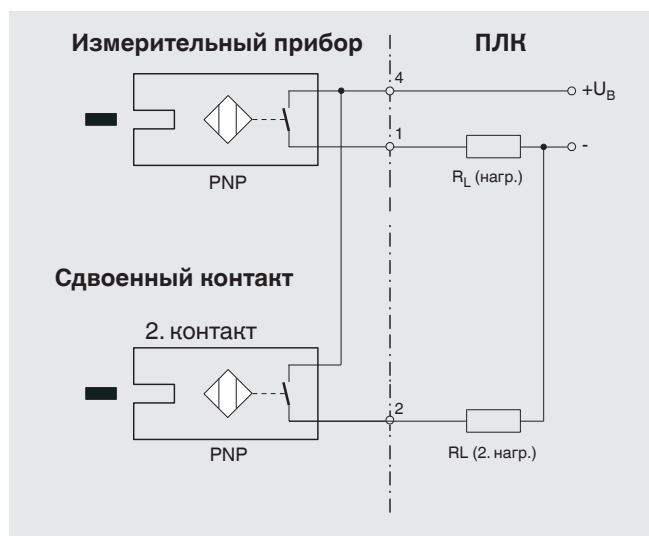 Измерительный прибор
ПЛК
4
+U_B
1
-
R_L (нагр.)
PNP
Сдвоенный контакт
2. контакт
2
PNP
RL (2. нагр.)